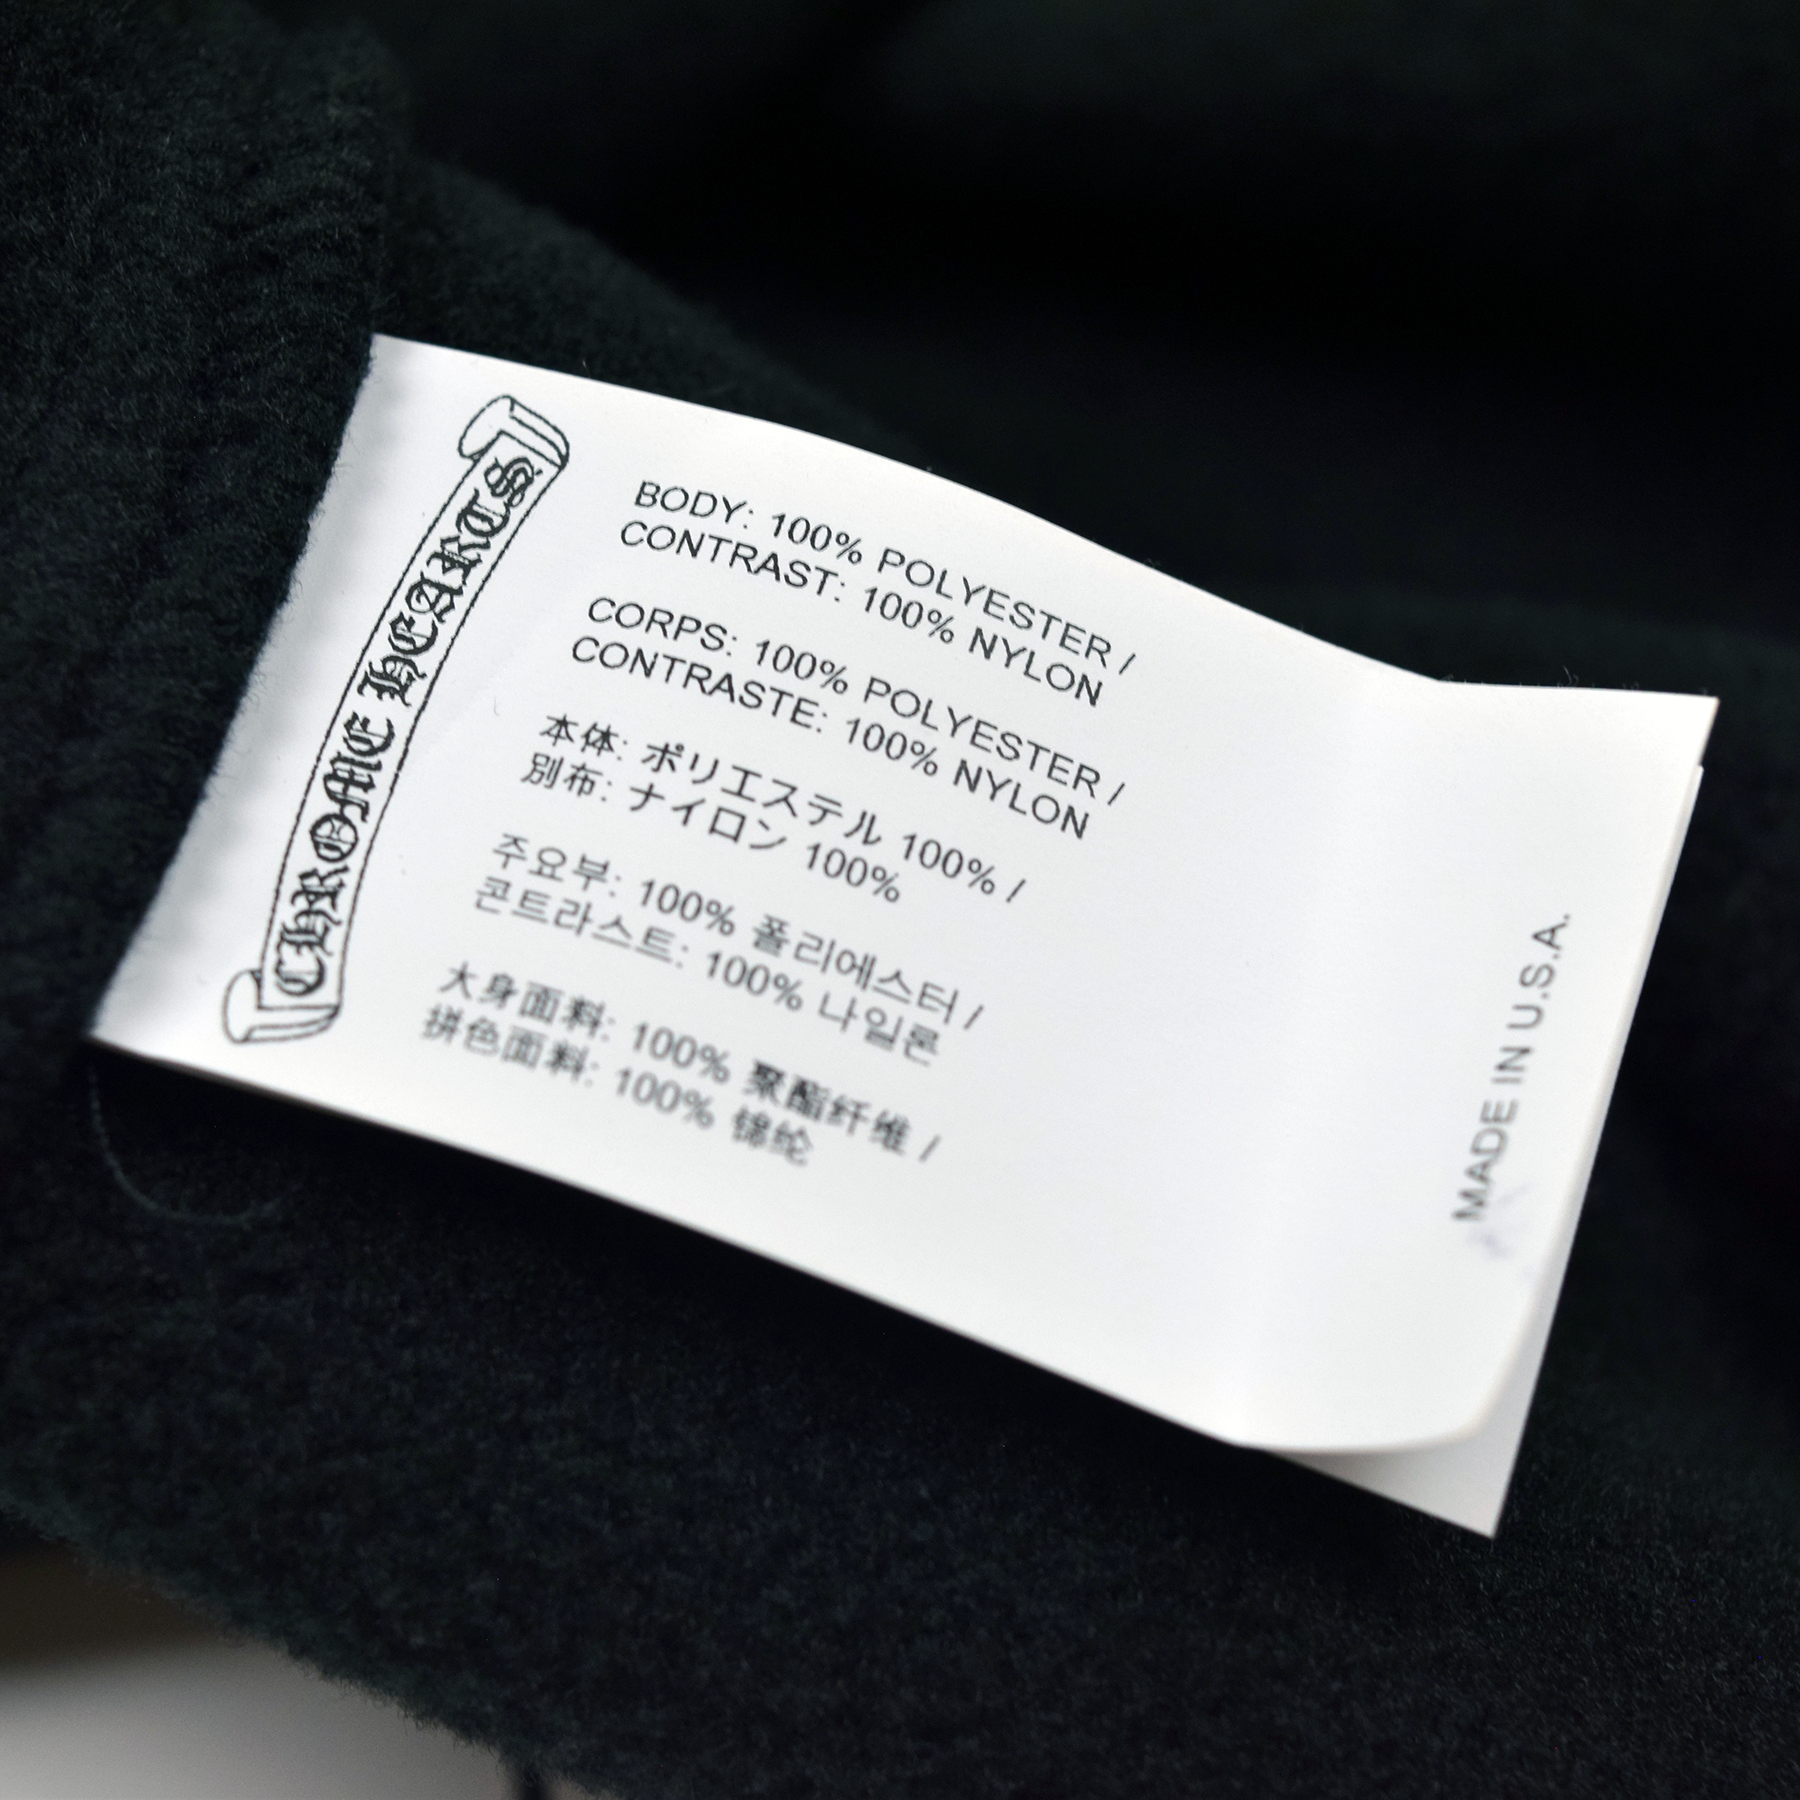 CHROME HEARTS
BODY: 100% POLYESTER /
CONTRAST: 100% NYLON
CORPS: 100% POLYESTER /
CONTRASTE: 100% NYLON
本体: ポリエステル 100% /
別布: ナイロン 100%
주요부: 100% 폴리에스터 /
콘트라스트: 100% 나일론
大身面料: 100% 聚酯纤维 /
拼色面料: 100% 锦纶
MADE IN U.S.A.